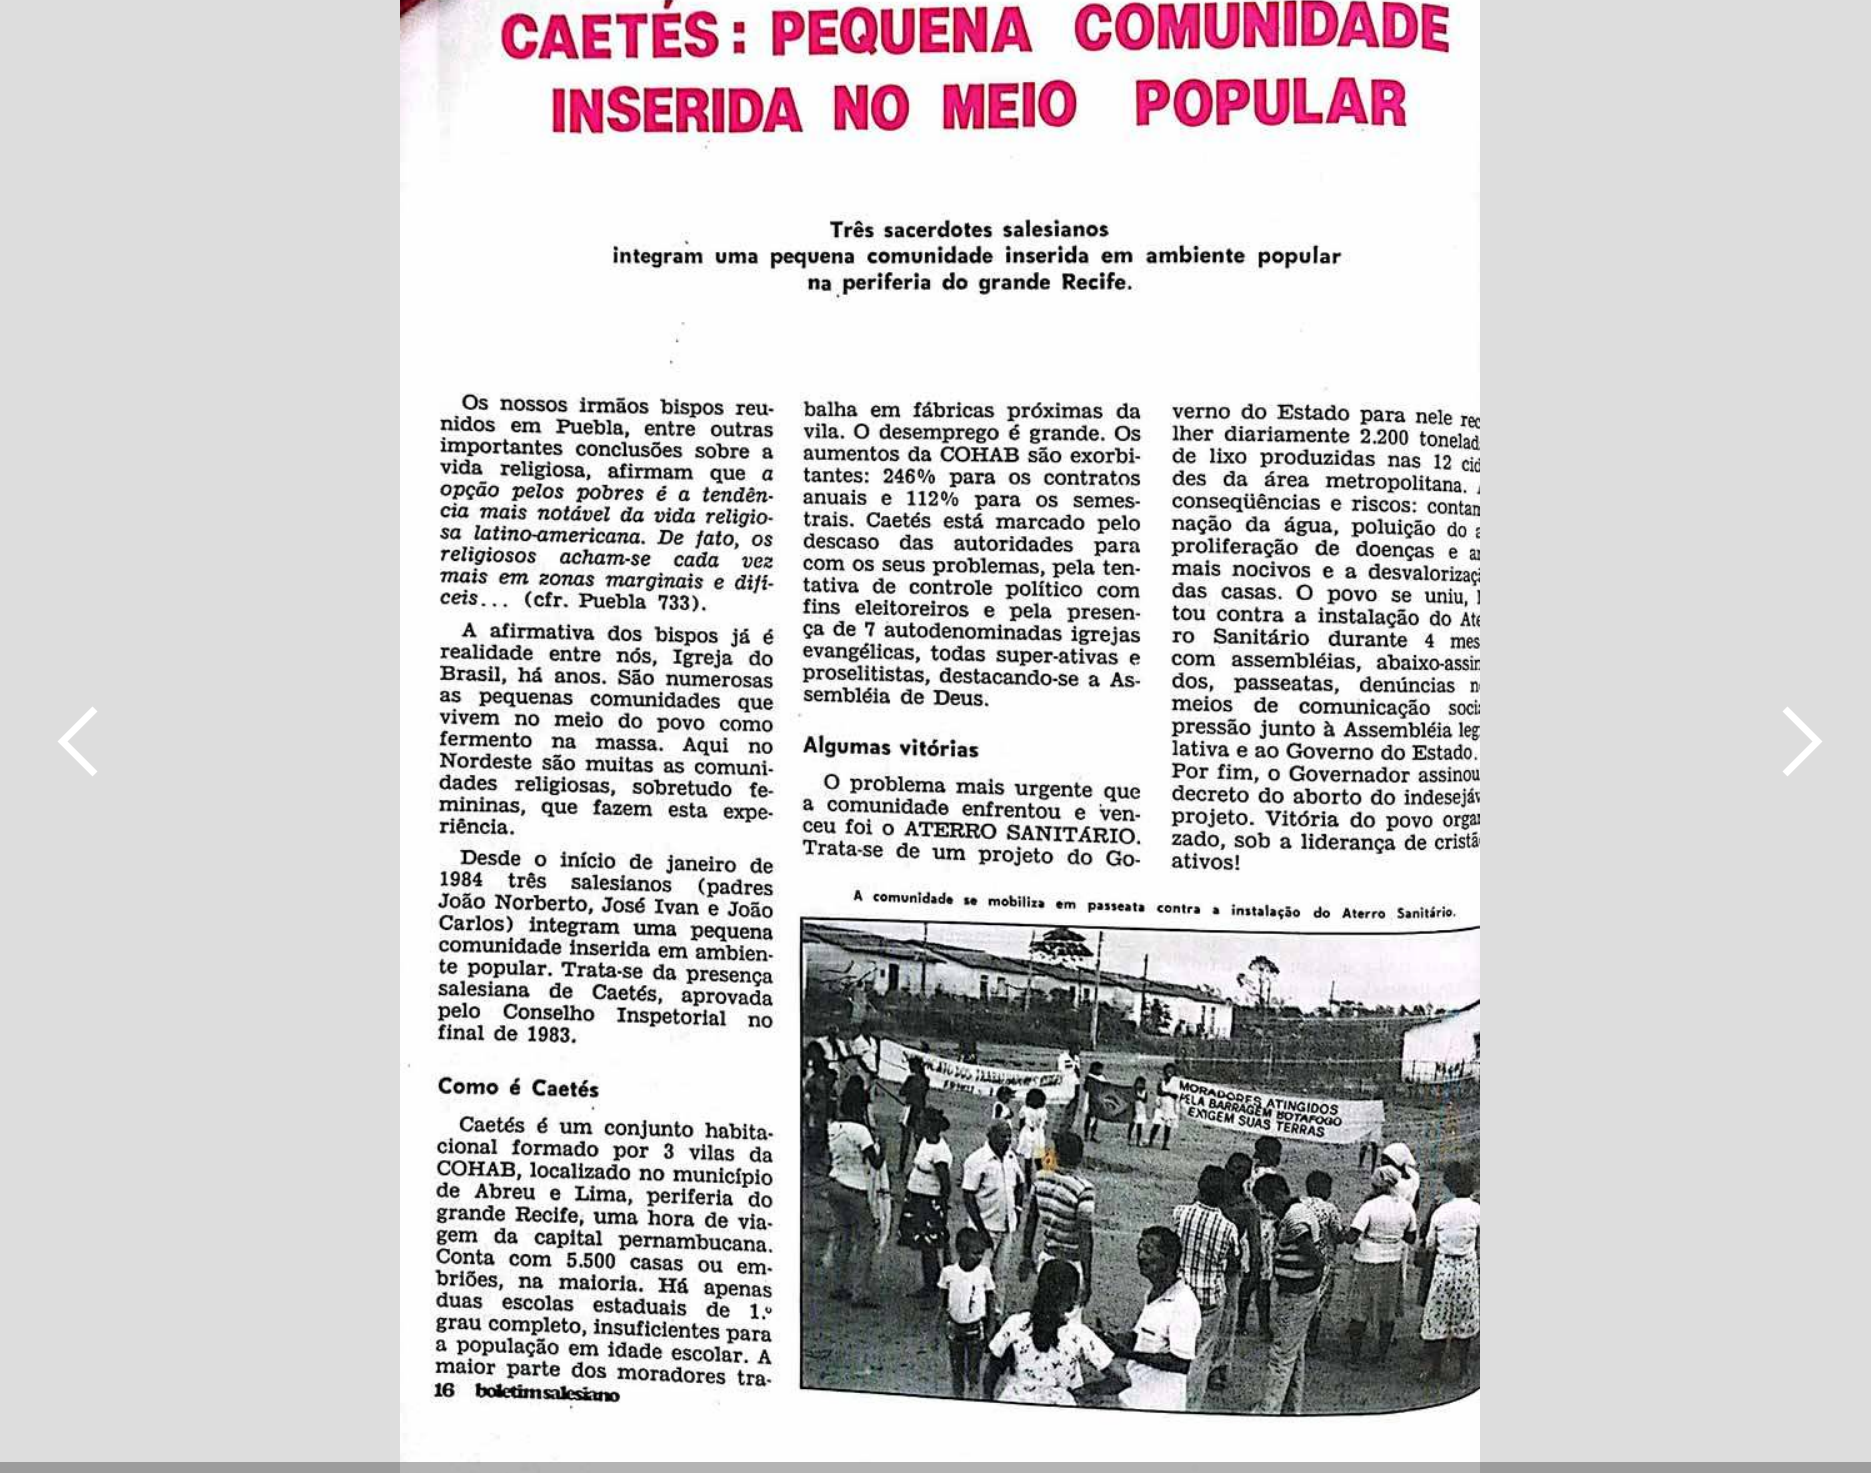 CAETÉS: PEQUENA COMUNIDADE
INSERIDA NO MEIO POPULAR
Três sacerdotes salesianos
integram uma pequena comunidade inserida em ambiente popular
na periferia do grande Recife.
Os nossos irmãos bispos reu-
nidos em Puebla, entre outras
importantes conclusões sobre a
vida religiosa, afirmam que a
opção pelos pobres é a tendên-
cia mais notável da vida religio-
sa latino-americana. De fato, os
religiosos acham-se cada vez
mais em zonas marginais e difí-
ceis... (cfr. Puebla 733).
A afirmativa dos bispos já é
realidade entre nós, Igreja do
Brasil, há anos. São numerosas
as pequenas comunidades que
vivem no meio do povo como
fermento na massa. Aqui no
Nordeste são muitas as comuni-
dades religiosas, sobretudo fe-
mininas, que fazem esta expe-
riência.
Desde o início de janeiro de
1984 três salesianos (padres
João Norberto, José Ivan e João
Carlos) integram uma pequena
comunidade inserida em ambien-
te popular. Trata-se da presença
salesiana de Caetés, aprovada
pelo Conselho Inspetorial no
final de 1983.
Como é Caetés
Caetés é um conjunto habita-
cional formado por 3 vilas da
COHAB, localizado no município
de Abreu e Lima, periferia do
grande Recife, uma hora de via-
gem da capital pernambucana.
Conta com 5.500 casas ou em-
briões, na maioria. Há apenas
duas escolas estaduais de 1.º
grau completo, insuficientes para
a população em idade escolar. A
maior parte dos moradores tra-
16 boletim salesiano
balha em fábricas próximas da
vila. O desemprego é grande. Os
aumentos da COHAB são exorbi-
tantes: 246% para os contratos
anuais e 112% para os semes-
trais. Caetés está marcado pelo
descaso das autoridades para
com os seus problemas, pela ten-
tativa de controle político com
fins eleitoreiros e pela presen-
ça de 7 autodenominadas igrejas
evangélicas, todas super-ativas e
proselitistas, destacando-se a As-
sembléia de Deus.
Algumas vitórias
O problema mais urgente que
a comunidade enfrentou e ven-
ceu foi o ATERRO SANITÁRIO.
Trata-se de um projeto do Go-
verno do Estado para nele rec
lher diariamente 2.200 tonelad
de lixo produzidas nas 12 cid
des da área metropolitana.
conseqüências e riscos: contam
nação da água, poluição do
proliferação de doenças e
mais nocivos e a desvalorizaç
das casas. O povo se uniu,
tou contra a instalação do Ate
ro Sanitário durante 4 mes
com assembléias, abaixo-assin
dos, passeatas, denúncias n
meios de comunicação soci
pressão junto à Assembléia leg
lativa e ao Governo do Estado.
Por fim, o Governador assinou
decreto do aborto do indesejáv
projeto. Vitória do povo organ
zado, sob a liderança de cristã
ativos!
A comunidade se mobiliza em passeata contra a instalação do Aterro Sanitário.
MORADORES ATINGIDOS
PELA BARRAGEM BOTAFOGO
EXIGEM SUAS TERRAS